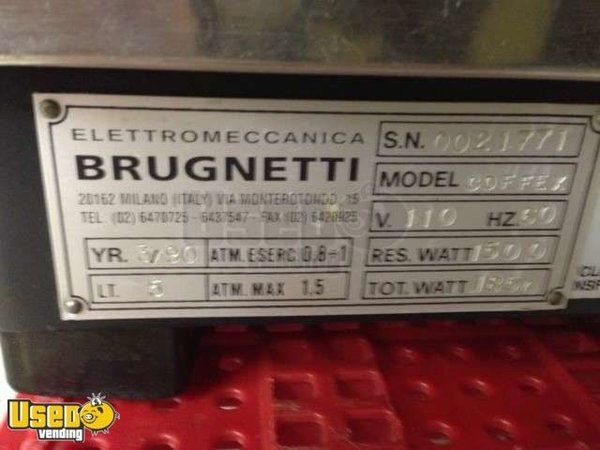 ELETTROMECCANICA
BRUGNETTI
20162 MILANO (ITALY) VIA MONTEROTONDO, 15
TEL. (02) 6470725 - 6437547 - FAX (02) 6420925
YR. 3/90 ATM. ESERC. 0,8-1
LT. 5 ATM. MAX 1,5
S.N. 0021771
MODEL COFFEX
V. 110 HZ. 60
RES. WATT 1500
TOT. WATT
Used vending